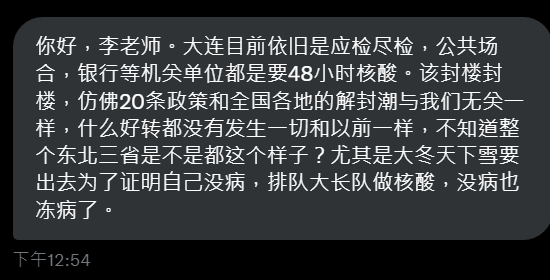 你好，李老师。大连目前依旧是应检尽检，公共场
合，银行等机关单位都是要48小时核酸。该封楼封
楼，仿佛20条政策和全国各地的解封潮与我们无关一
样，什么好转都没有发生一切和以前一样，不知道整
个东北三省是不是都这个样子？尤其是大冬天下雪要
出去为了证明自己没病，排队大长队做核酸，没病也
冻病了。
下午12:54